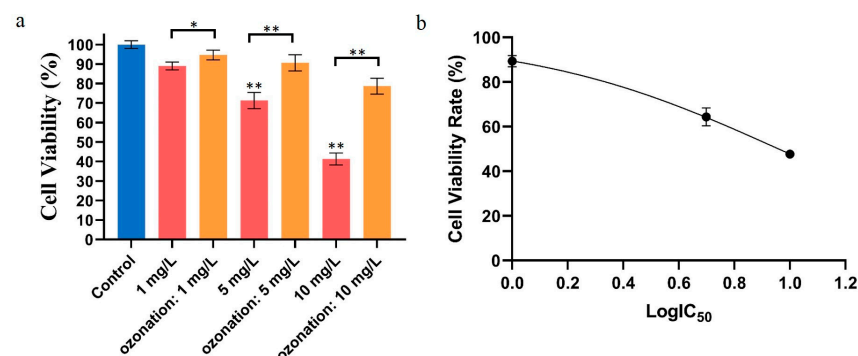 a
Cell Viability (%)
100
90
80
70
60
50
40
30
20
10
0
*
**
**
**
**
Control
1 mg/L
ozonation: 1 mg/L
5 mg/L
ozonation: 5 mg/L
10 mg/L
ozonation: 10 mg/L
b
Cell Viability Rate (%)
100
80
60
40
20
0
0.0 0.2 0.4 0.6 0.8 1.0 1.2
LogIC50